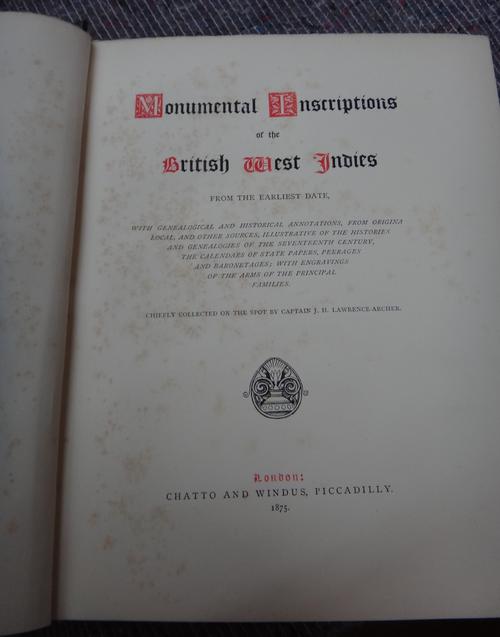 Monumental Inscriptions
of the
British West Indies
FROM THE EARLIEST DATE,
WITH GENEALOGICAL AND HISTORICAL ANNOTATIONS, FROM ORIGINA
LOCAL, AND OTHER SOURCES, ILLUSTRATIVE OF THE HISTORIES
AND GENEALOGIES OF THE SEVENTEENTH CENTURY,
THE CALENDARS OF STATE PAPERS, PEERAGES
AND BARONETAGES; WITH ENGRAVINGS
OF THE ARMS OF THE PRINCIPAL
FAMILIES.
CHIEFLY COLLECTED ON THE SPOT BY CAPTAIN J. H. LAWRENCE-ARCHER.
London:
CHATTO AND WINDUS, PICCADILLY.
1875.